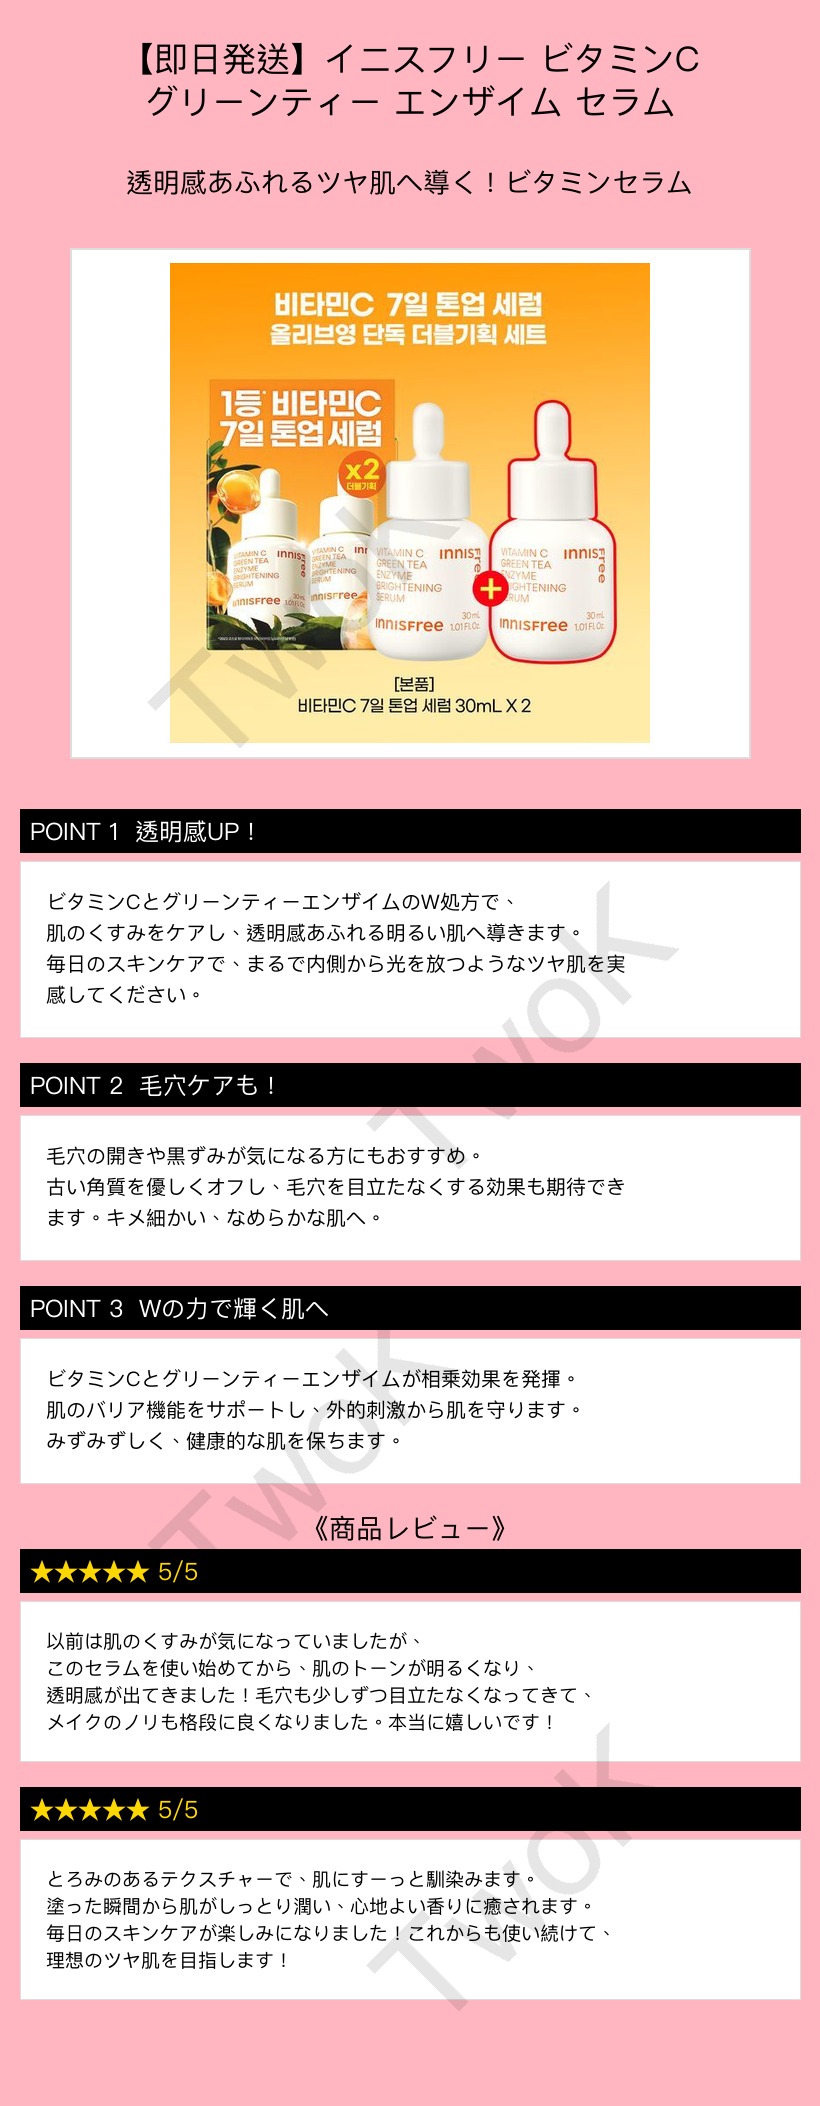 【即日発送】イニスフリー ビタミンC
グリーンティー エンザイム セラム
透明感あふれるツヤ肌へ導く！ビタミンセラム
비타민C 7일 톤업 세럼
올리브영 단독 더블기획 세트
1등* 비타민C
7일 톤업 세럼
x2
더블기획
VITAMIN C
GREEN TEA
ENZYME
BRIGHTENING
SERUM
innisfree
30mL
1.01 FL.Oz.
VITAMIN C
GREEN TEA
ENZYME
BRIGHTENING
SERUM
innisfree
VITAMIN C
GREEN TEA
ENZYME
BRIGHTENING
SERUM
innisfree
innisfree
30mL
1.01 FL.Oz.
+
VITAMIN C
GREEN TEA
ENZYME
BRIGHTENING
SERUM
innisfree
innisfree
30mL
1.01 FL.Oz.
[본품]
비타민C 7일 톤업 세럼 30mL X 2
TwoK
POINT 1 透明感UP！
ビタミンCとグリーンティーエンザイムのW処方で、
肌のくすみをケアし、透明感あふれる明るい肌へ導きます。
毎日のスキンケアで、まるで内側から光を放つようなツヤ肌を実
感してください。
TwoK
POINT 2 毛穴ケアも！
毛穴の開きや黒ずみが気になる方にもおすすめ。
古い角質を優しくオフし、毛穴を目立たなくする効果も期待でき
ます。キメ細かい、なめらかな肌へ。
POINT 3 Wの力で輝く肌へ
ビタミンCとグリーンティーエンザイムが相乗効果を発揮。
肌のバリア機能をサポートし、外的刺激から肌を守ります。
みずみずしく、健康的な肌を保ちます。
TwoK
《商品レビュー》
★★★★★ 5/5
以前は肌のくすみが気になっていましたが、
このセラムを使い始めてから、肌のトーンが明るくなり、
透明感が出てきました！毛穴も少しずつ目立たなくなってきて、
メイクのノリも格段に良くなりました。本当に嬉しいです！
★★★★★ 5/5
とろみのあるテクスチャーで、肌にすーっと馴染みます。
塗った瞬間から肌がしっとり潤い、心地よい香りに癒されます。
毎日のスキンケアが楽しみになりました！これからも使い続けて、
理想のツヤ肌を目指します！
TwoK